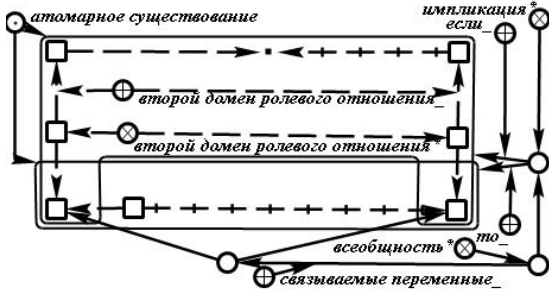 атомарное существование
импликация*
если_
второй домен ролевого отношения_
второй домен ролевого отношения*
всеобщность*
то_
связываемые переменные_